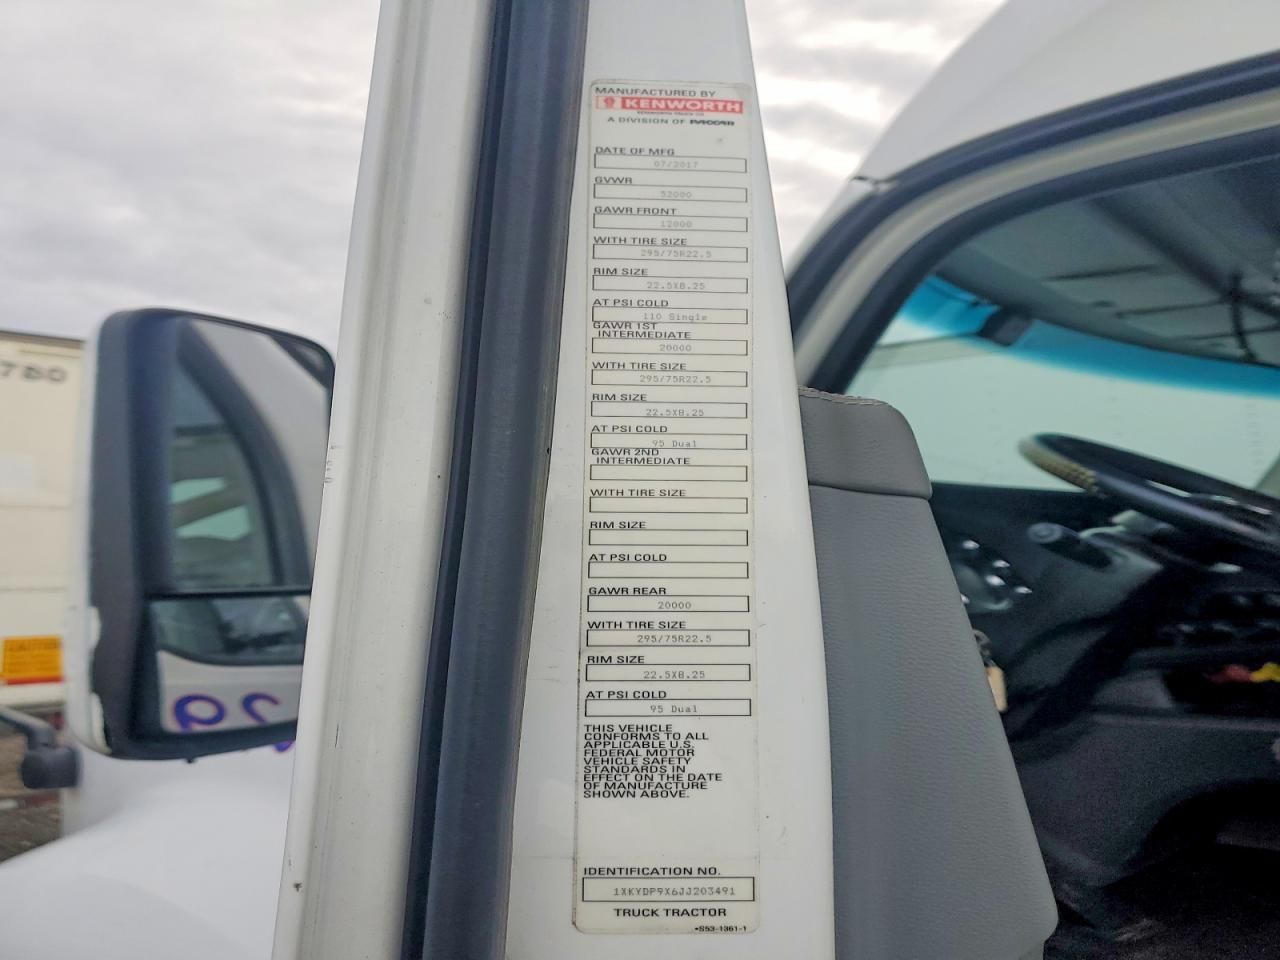 MANUFACTURED BY
KENWORTH
KENWORTH TRUCK CO.
A DIVISION OF PACCAR
DATE OF MFG
07/2017
GVWR
52000
GAWR FRONT
12000
WITH TIRE SIZE
295/75R22.5
RIM SIZE
22.5X8.25
AT PSI COLD
110 Single
GAWR 1ST
INTERMEDIATE
20000
WITH TIRE SIZE
295/75R22.5
RIM SIZE
22.5X8.25
AT PSI COLD
95 Dual
GAWR 2ND
INTERMEDIATE
WITH TIRE SIZE
RIM SIZE
AT PSI COLD
GAWR REAR
20000
WITH TIRE SIZE
295/75R22.5
RIM SIZE
22.5X8.25
AT PSI COLD
95 Dual
THIS VEHICLE
CONFORMS TO ALL
APPLICABLE U.S.
FEDERAL MOTOR
VEHICLE SAFETY
STANDARDS IN
EFFECT ON THE DATE
OF MANUFACTURE
SHOWN ABOVE.
IDENTIFICATION NO.
1XKYDP9X6JJ203491
TRUCK TRACTOR
•S53-1361-1
780
CAUTION